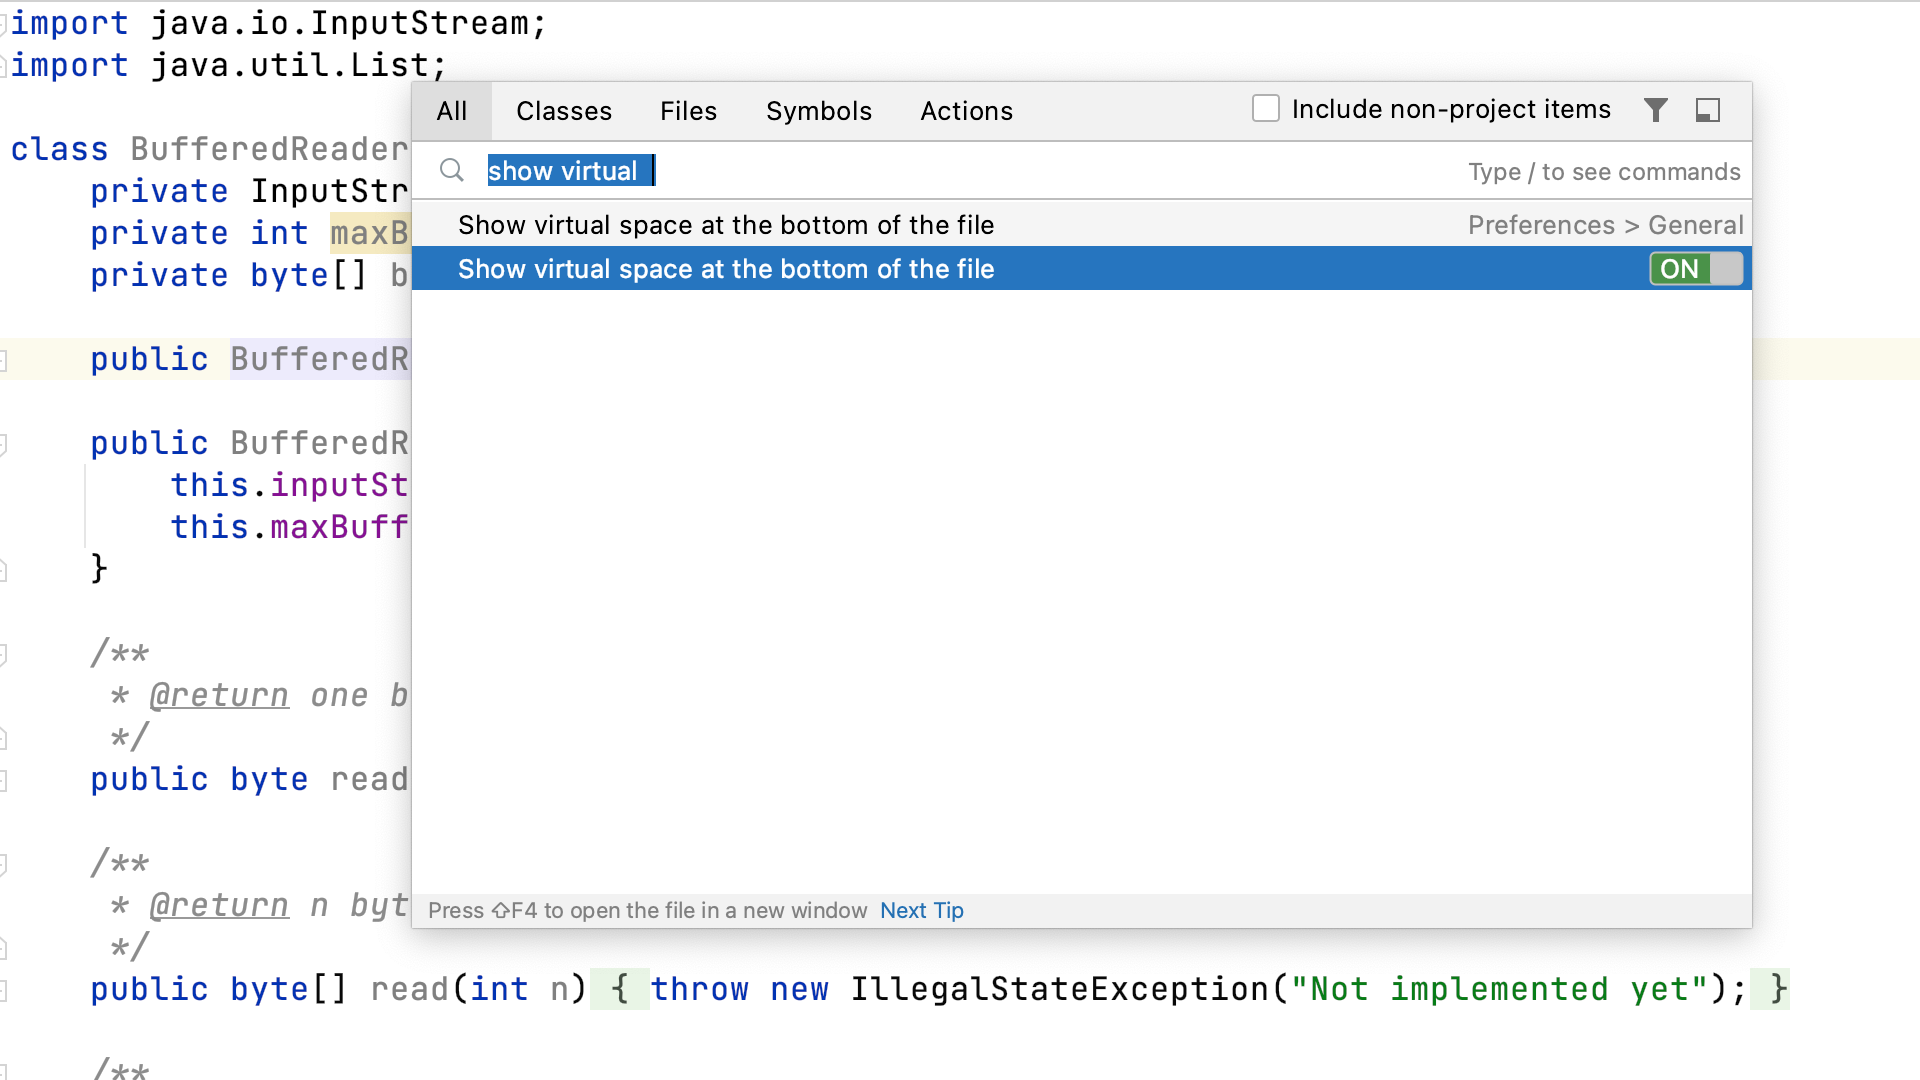 import java.io.InputStream;
import java.util.List;
All Classes Files Symbols Actions Include non-project items
class BufferedReader
show virtual Type / to see commands
private InputStr
Show virtual space at the bottom of the file Preferences > General
private int maxB
Show virtual space at the bottom of the file ON
private byte[] b
public BufferedR
public BufferedR
this.inputSt
this.maxBuff
}
/**
* @return one b
*/
public byte read
/**
* @return n byt
Press ⇧F4 to open the file in a new window Next Tip
*/
public byte[] read(int n) { throw new IllegalStateException("Not implemented yet"); }
/**